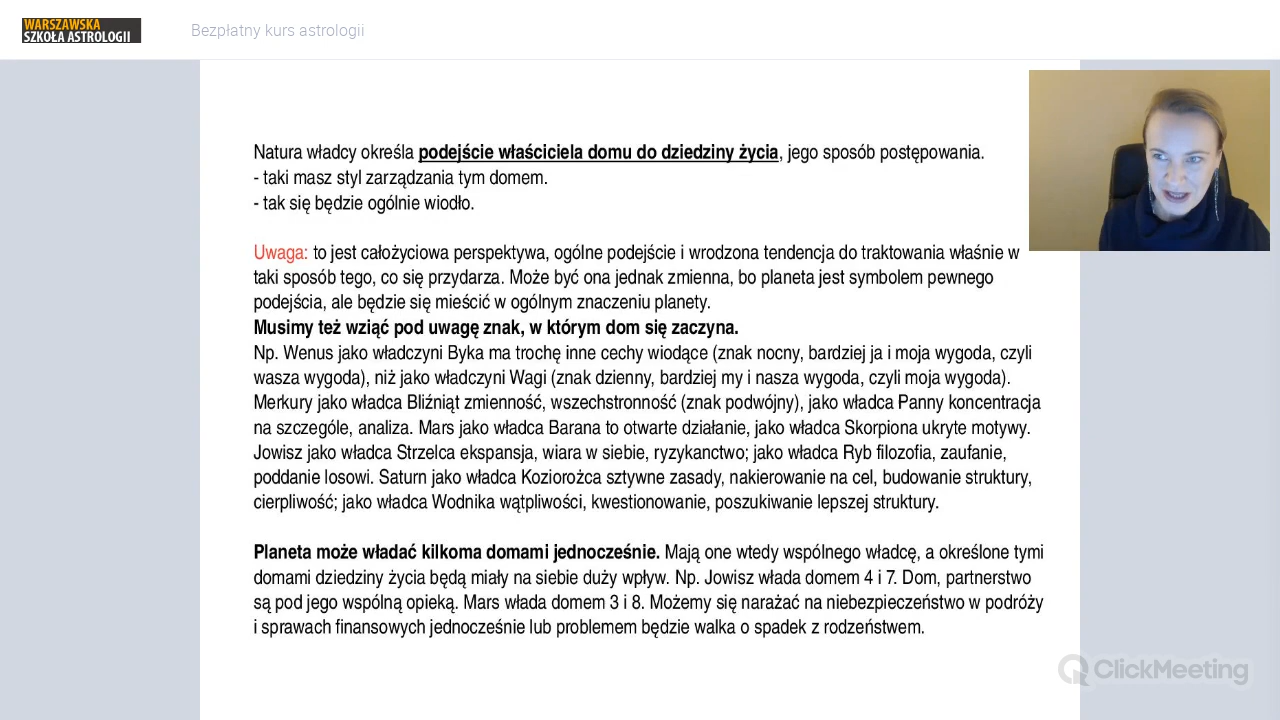 WARSZAWSKA
SZKOŁA ASTROLOGII
Bezpłatny kurs astrologii
Natura władcy określa podejście właściciela domu do dziedziny życia, jego sposób postępowania.
- taki masz styl zarządzania tym domem.
- tak się będzie ogólnie wiodło.
Uwaga: to jest całożyciowa perspektywa, ogólne podejście i wrodzona tendencja do traktowania właśnie w
taki sposób tego, co się przydarza. Może być ona jednak zmienna, bo planeta jest symbolem pewnego
podejścia, ale będzie się mieścić w ogólnym znaczeniu planety.
Musimy też wziąć pod uwagę znak, w którym dom się zaczyna.
Np. Wenus jako władczyni Byka ma trochę inne cechy wiodące (znak nocny, bardziej ja i moja wygoda, czyli
wasza wygoda), niż jako władczyni Wagi (znak dzienny, bardziej my i nasza wygoda, czyli moja wygoda).
Merkury jako władca Bliźniąt zmienność, wszechstronność (znak podwójny), jako władca Panny koncentracja
na szczególe, analiza. Mars jako władca Barana to otwarte działanie, jako władca Skorpiona ukryte motywy.
Jowisz jako władca Strzelca ekspansja, wiara w siebie, ryzykanctwo; jako władca Ryb filozofia, zaufanie,
poddanie losowi. Saturn jako władca Koziorożca sztywne zasady, nakierowanie na cel, budowanie struktury,
cierpliwość; jako władca Wodnika wątpliwości, kwestionowanie, poszukiwanie lepszej struktury.
Planeta może władać kilkoma domami jednocześnie. Mają one wtedy wspólnego władcę, a określone tymi
domami dziedziny życia będą miały na siebie duży wpływ. Np. Jowisz włada domem 4 i 7. Dom, partnerstwo
są pod jego wspólną opieką. Mars włada domem 3 i 8. Możemy się narażać na niebezpieczeństwo w podróży
i sprawach finansowych jednocześnie lub problemem będzie walka o spadek z rodzeństwem.
ClickMeeting